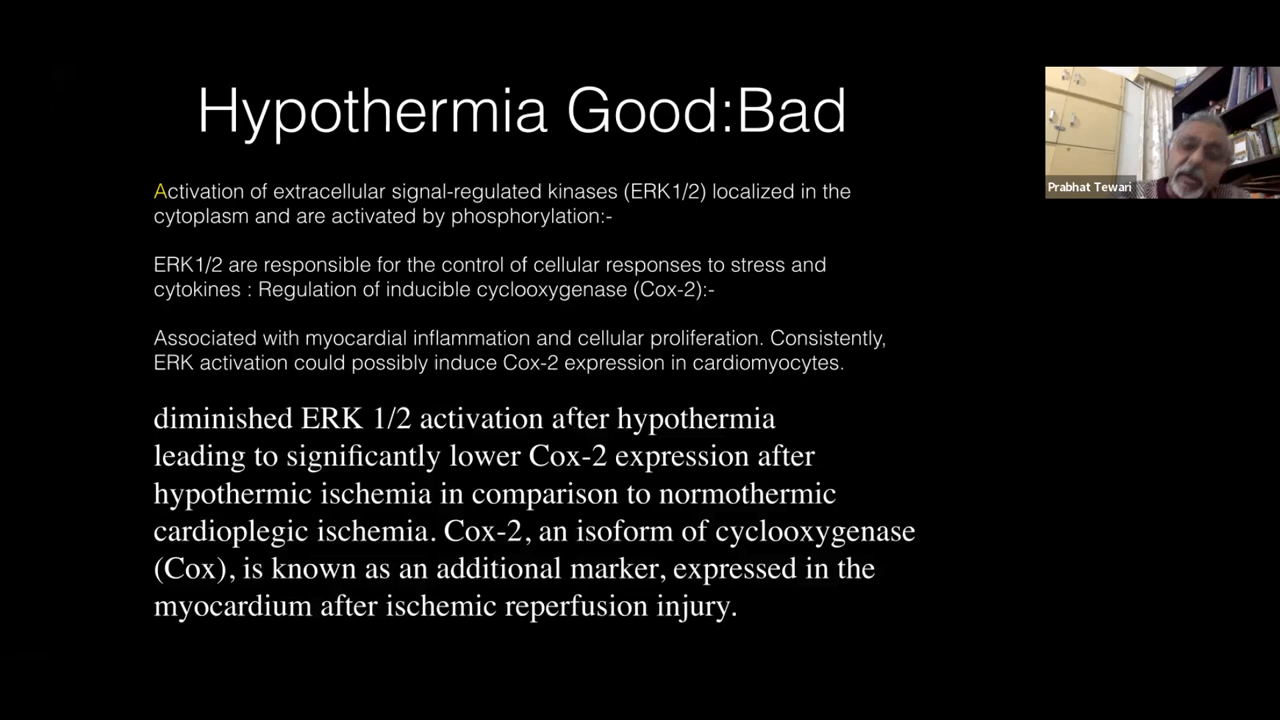 Hypothermia Good:Bad
Prabhat Tewari
Activation of extracellular signal-regulated kinases (ERK1/2) localized in the
cytoplasm and are activated by phosphorylation:-
ERK1/2 are responsible for the control of cellular responses to stress and
cytokines : Regulation of inducible cyclooxygenase (Cox-2):-
Associated with myocardial inflammation and cellular proliferation. Consistently,
ERK activation could possibly induce Cox-2 expression in cardiomyocytes.
diminished ERK 1/2 activation after hypothermia
leading to significantly lower Cox-2 expression after
hypothermic ischemia in comparison to normothermic
cardioplegic ischemia. Cox-2, an isoform of cyclooxygenase
(Cox), is known as an additional marker, expressed in the
myocardium after ischemic reperfusion injury.